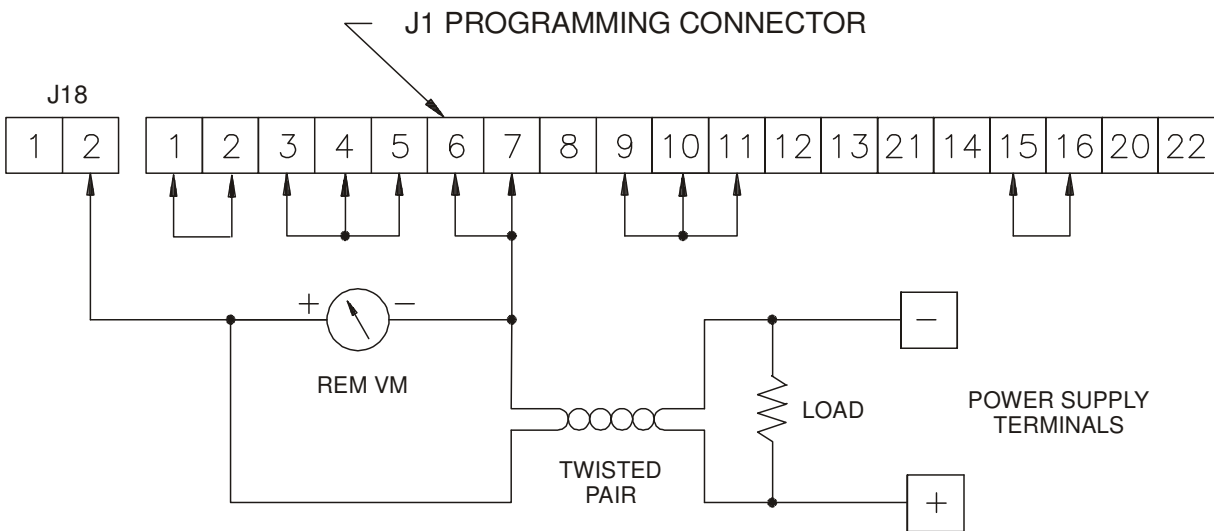 J1 PROGRAMMING CONNECTOR
J18
1 2 1 2 3 4 5 6 7 8 9 10 11 12 13 21 14 15 16 20 22
+ −
REM VM
−
LOAD
POWER SUPPLY
TERMINALS
TWISTED
PAIR
+